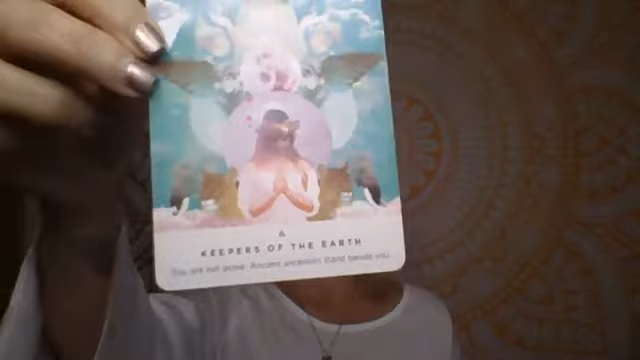 KEEPERS OF THE EARTH
You are not alone. Ancient ancestors stand beside you.